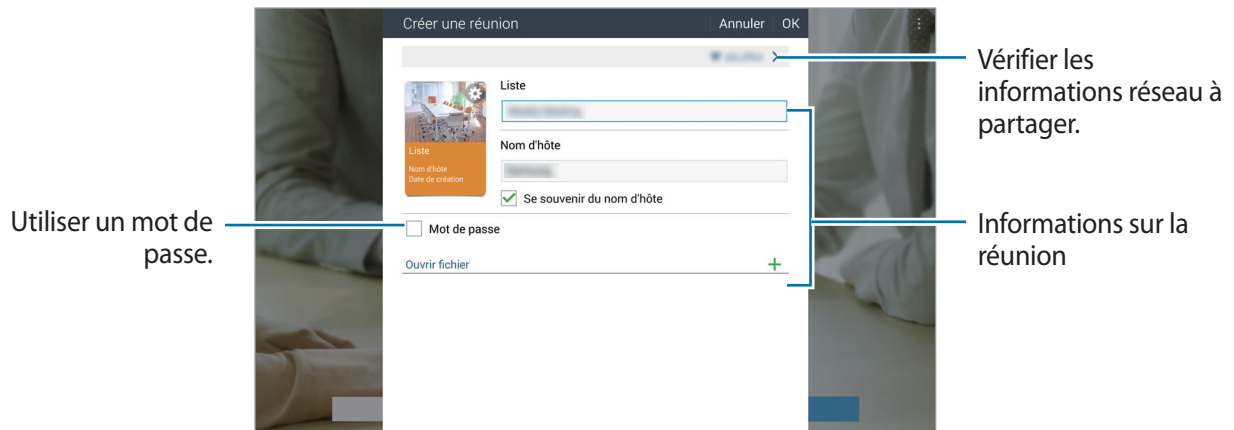 Créer une réunion
Annuler
OK
Vérifier les
informations réseau à
partager.
Liste
Liste
Nom d'hôte
Date de création
Nom d'hôte
Se souvenir du nom d'hôte
Utiliser un mot de
passe.
Mot de passe
Informations sur la
réunion
Ouvrir fichier